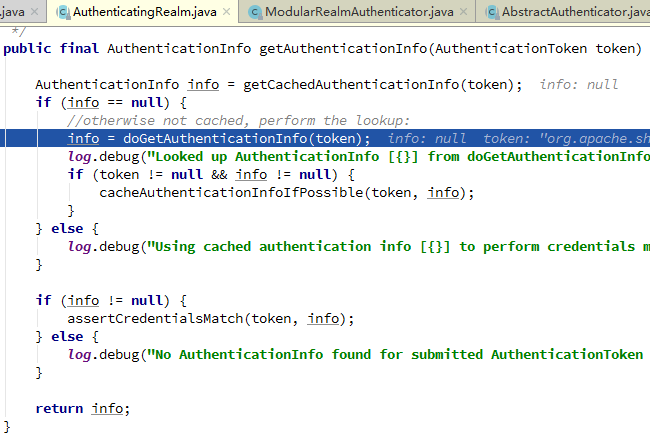 .java AuthenticatingRealm.java ModularRealmAuthenticator.java AbstractAuthenticator.java
*/
public final AuthenticationInfo getAuthenticationInfo(AuthenticationToken token)
AuthenticationInfo info = getCachedAuthenticationInfo(token); info: null
if (info == null) {
//otherwise not cached, perform the lookup:
info = doGetAuthenticationInfo(token); info: null token: "org.apache.sh
log.debug("Looked up AuthenticationInfo [{}] from doGetAuthenticationInfo
if (token != null && info != null) {
cacheAuthenticationInfoIfPossible(token, info);
}
} else {
log.debug("Using cached authentication info [{}] to perform credentials m
}
if (info != null) {
assertCredentialsMatch(token, info);
} else {
log.debug("No AuthenticationInfo found for submitted AuthenticationToken
}
return info;
}